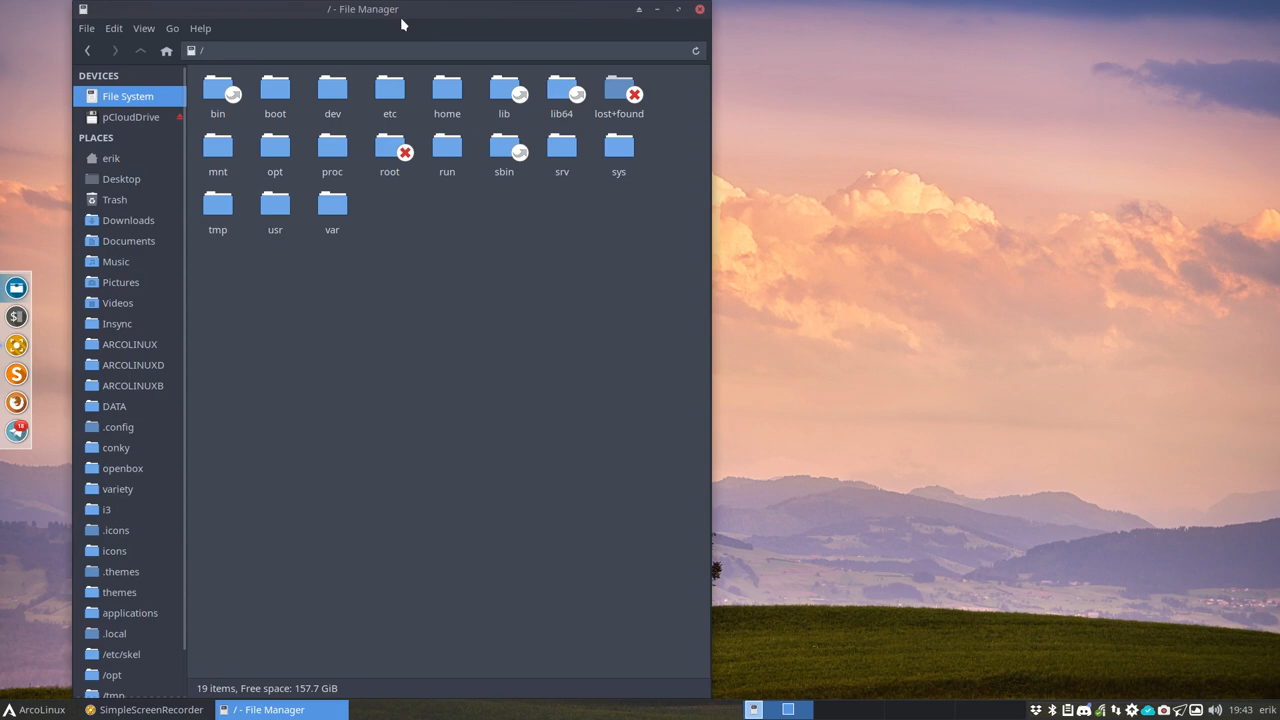 / - File Manager
File Edit View Go Help
/
DEVICES
File System
pCloudDrive
PLACES
erik
Desktop
Trash
Downloads
Documents
Music
Pictures
Videos
Insync
ARCOLINUX
ARCOLINUXD
ARCOLINUXB
DATA
.config
conky
openbox
variety
i3
.icons
icons
.themes
themes
applications
.local
/etc/skel
/opt
/tmp
bin boot dev etc home lib lib64 lost+found
mnt opt proc root run sbin srv sys
tmp usr var
19 items, Free space: 157.7 GiB
$
S
18
ArcoLinux SimpleScreenRecorder / - File Manager 19:43 erik